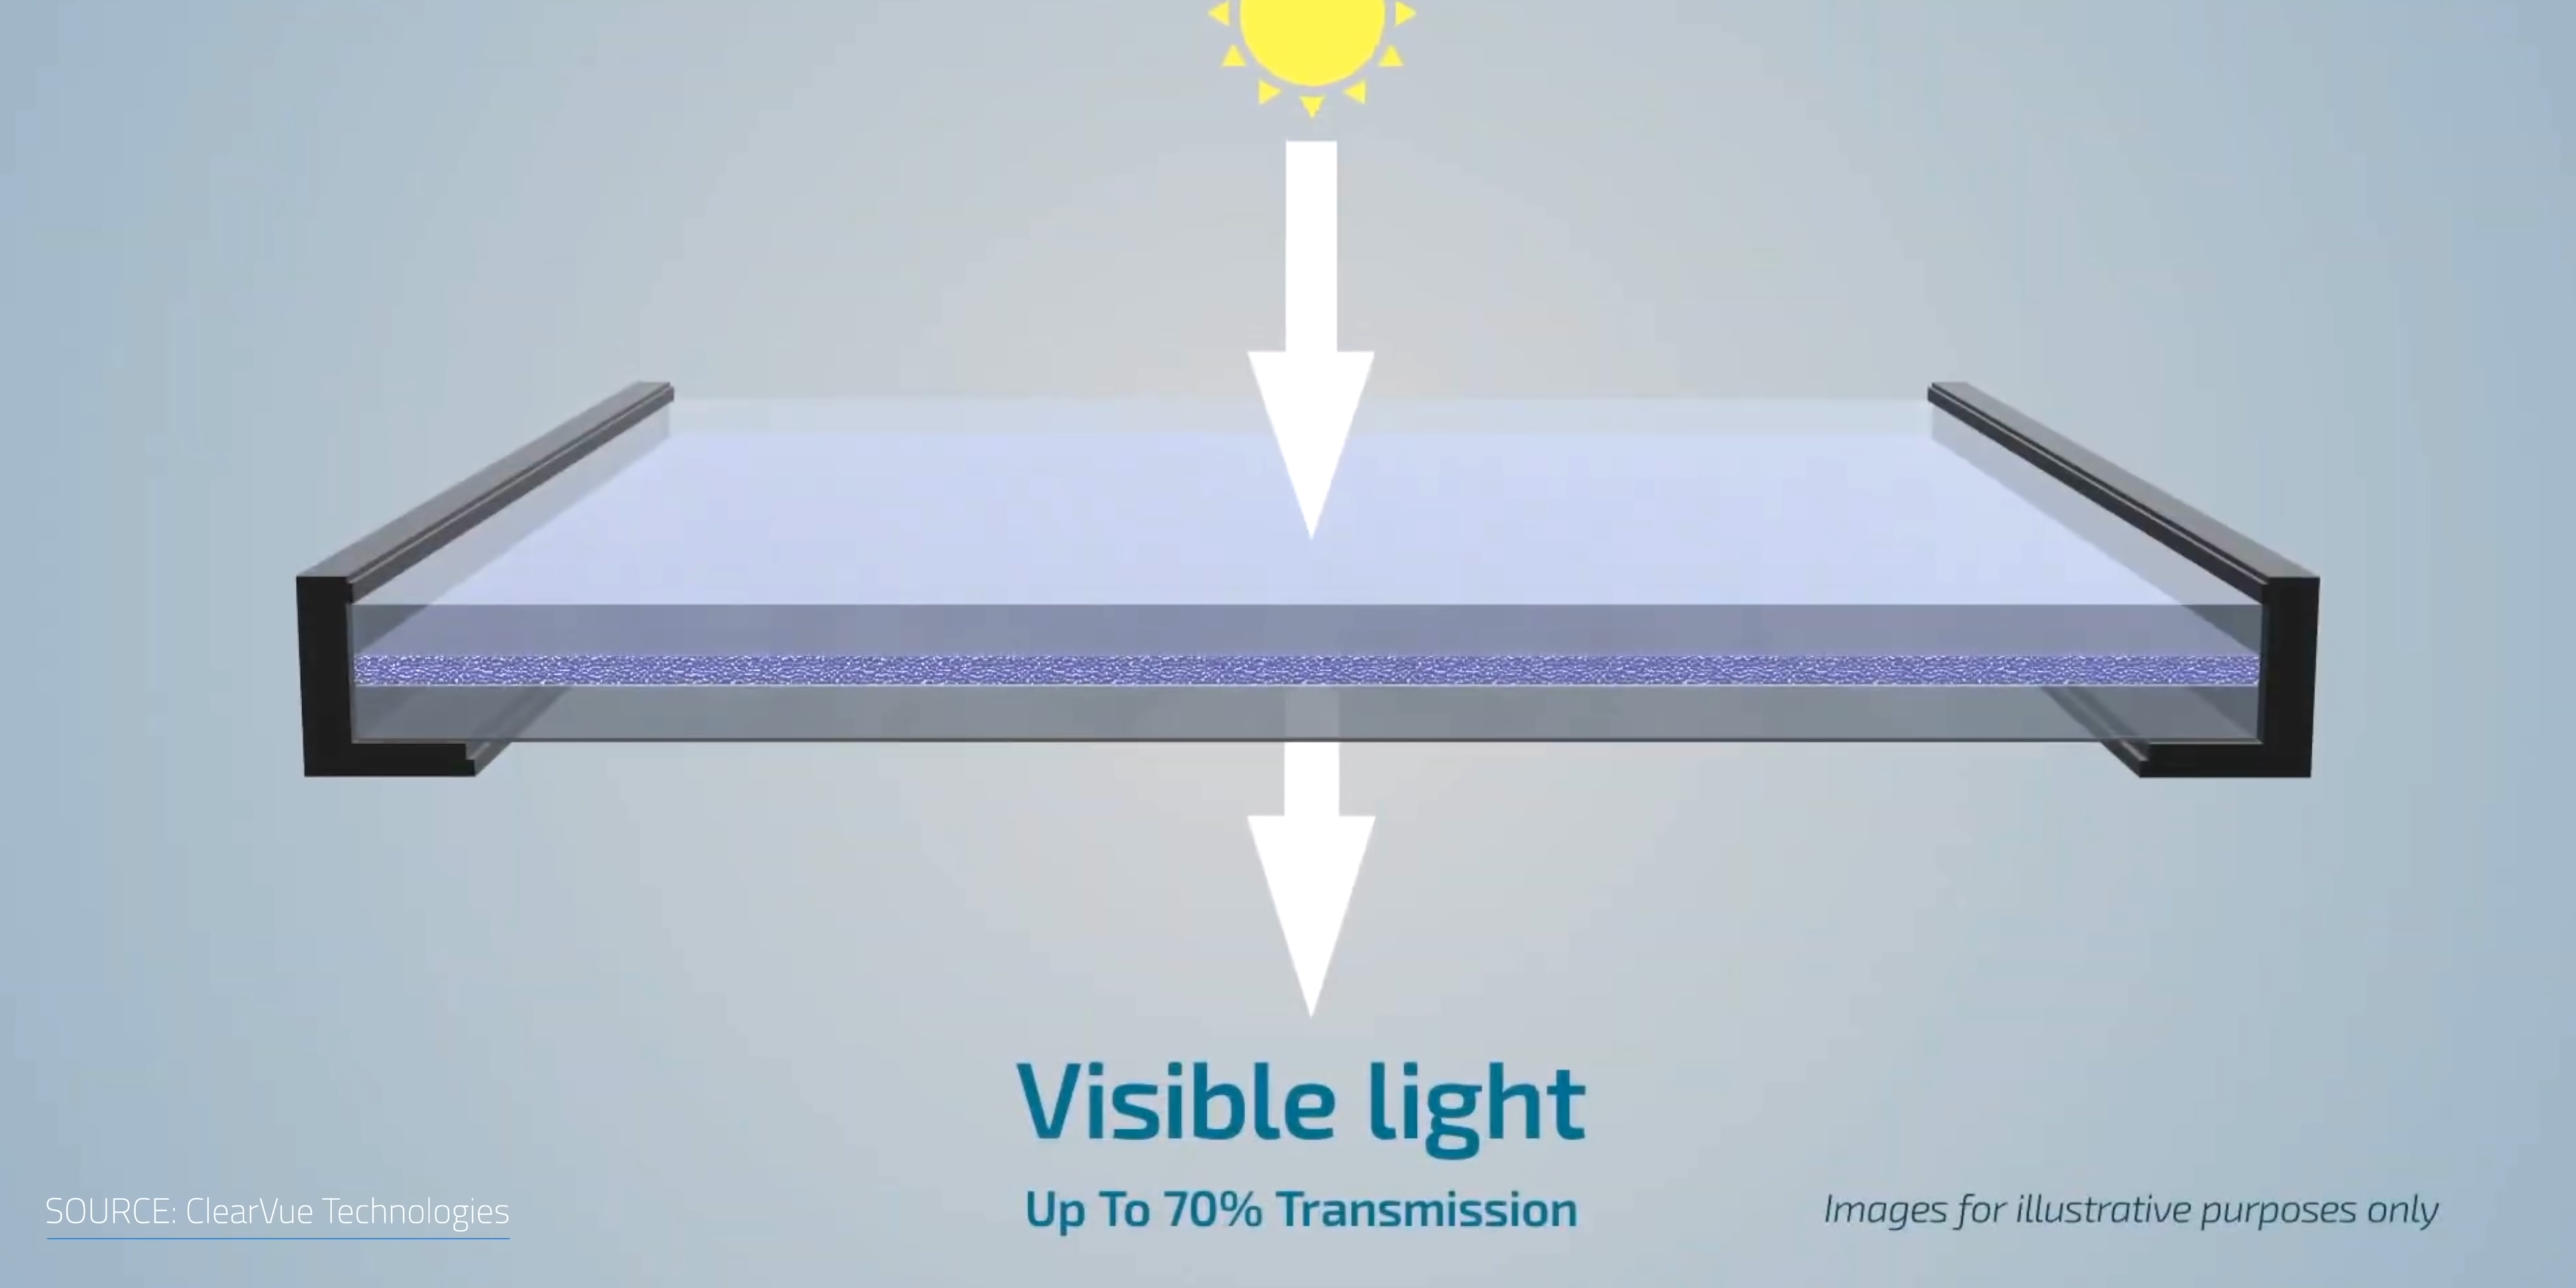 Visible light
Up To 70% Transmission
SOURCE: ClearVue Technologies
Images for illustrative purposes only